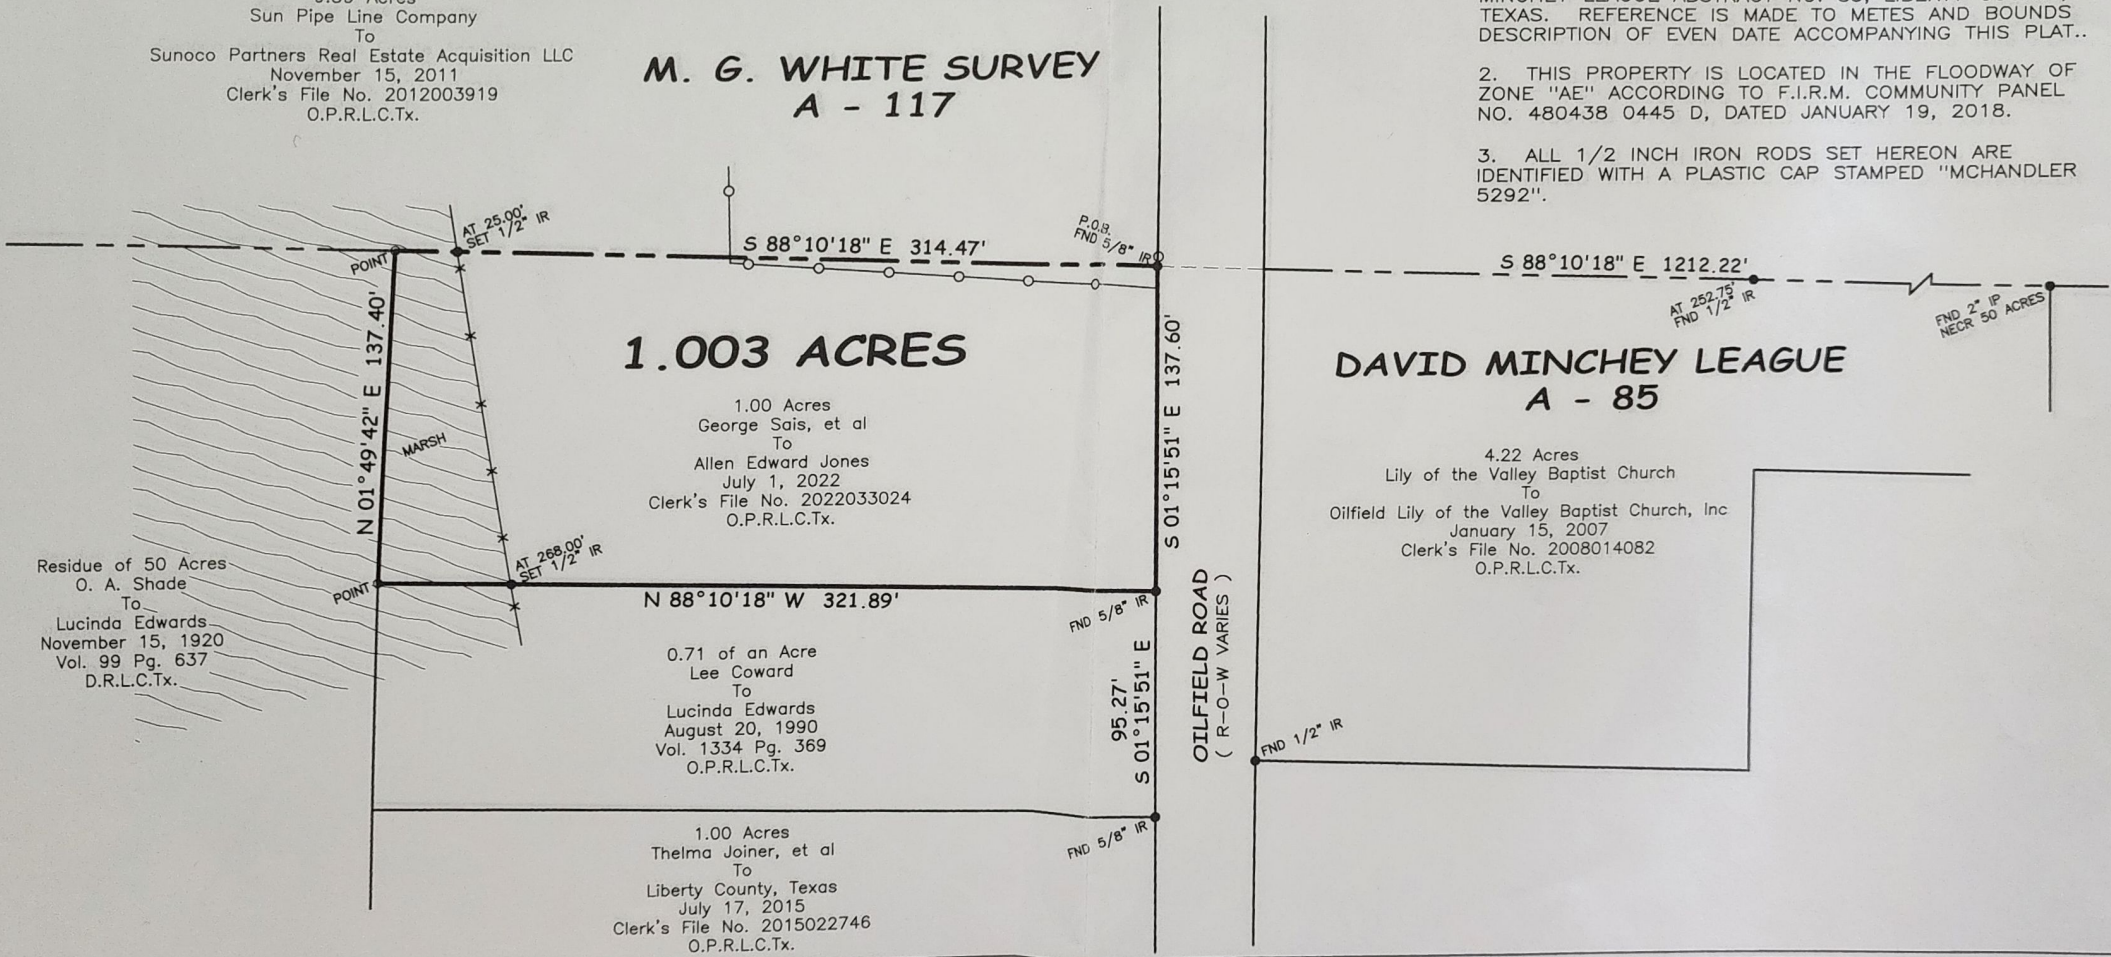 Sun Pipe Line Company
To
Sunoco Partners Real Estate Acquisition LLC
November 15, 2011
Clerk's File No. 2012003919
O.P.R.L.C.Tx.
M. G. WHITE SURVEY
A - 117
TEXAS. REFERENCE IS MADE TO METES AND BOUNDS
DESCRIPTION OF EVEN DATE ACCOMPANYING THIS PLAT..
2. THIS PROPERTY IS LOCATED IN THE FLOODWAY OF
ZONE "AE" ACCORDING TO F.I.R.M. COMMUNITY PANEL
NO. 480438 0445 D, DATED JANUARY 19, 2018.
3. ALL 1/2 INCH IRON RODS SET HEREON ARE
IDENTIFIED WITH A PLASTIC CAP STAMPED "MCHANDLER
5292".
AT 25.00'
SET 1/2" IR
POINT
S 88°10'18" E 314.47'
P.O.B.
FND 5/8" IR
S 88°10'18" E 1212.22'
AT 252.75'
FND 1/2" IR
FND 2" IP
NECR 50 ACRES
N 01°49'42" E 137.40'
MARSH
1.003 ACRES
1.00 Acres
George Sais, et al
To
Allen Edward Jones
July 1, 2022
Clerk's File No. 2022033024
O.P.R.L.C.Tx.
S 01°15'51" E 137.60'
DAVID MINCHEY LEAGUE
A - 85
4.22 Acres
Lily of the Valley Baptist Church
To
Oilfield Lily of the Valley Baptist Church, Inc
January 15, 2007
Clerk's File No. 2008014082
O.P.R.L.C.Tx.
Residue of 50 Acres
O. A. Shade
To
Lucinda Edwards
November 15, 1920
Vol. 99 Pg. 637
D.R.L.C.Tx.
POINT
AT 268.00'
SET 1/2" IR
N 88°10'18" W 321.89'
FND 5/8" IR
0.71 of an Acre
Lee Coward
To
Lucinda Edwards
August 20, 1990
Vol. 1334 Pg. 369
O.P.R.L.C.Tx.
95.27'
S 01°15'51" E
OILFIELD ROAD
( R-O-W VARIES )
FND 1/2" IR
FND 5/8" IR
1.00 Acres
Thelma Joiner, et al
To
Liberty County, Texas
July 17, 2015
Clerk's File No. 2015022746
O.P.R.L.C.Tx.